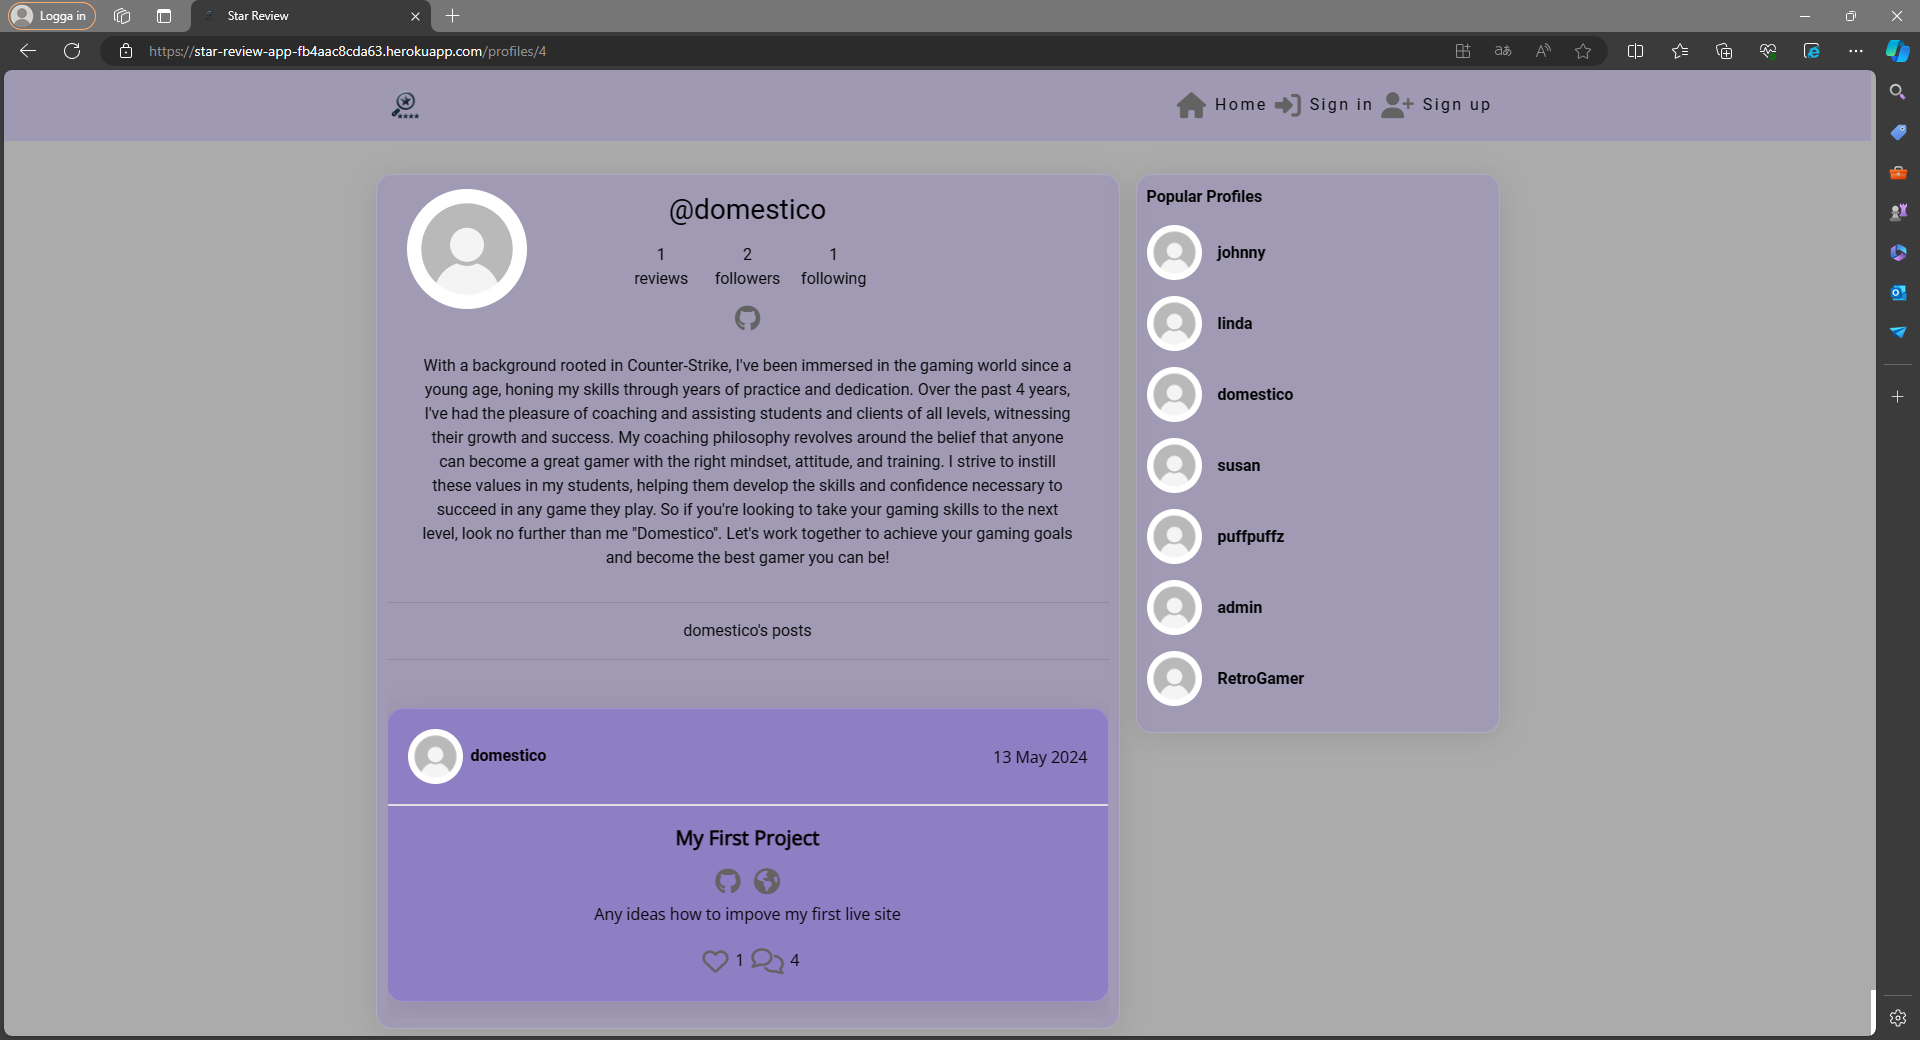 Logga in
Star Review
https://star-review-app-fb4aac8cda63.herokuapp.com/profiles/4
Home Sign in Sign up
@domestico
1 2 1
reviews followers following
With a background rooted in Counter-Strike, I've been immersed in the gaming world since a
young age, honing my skills through years of practice and dedication. Over the past 4 years,
I've had the pleasure of coaching and assisting students and clients of all levels, witnessing
their growth and success. My coaching philosophy revolves around the belief that anyone
can become a great gamer with the right mindset, attitude, and training. I strive to instill
these values in my students, helping them develop the skills and confidence necessary to
succeed in any game they play. So if you're looking to take your gaming skills to the next
level, look no further than me "Domestico". Let's work together to achieve your gaming goals
and become the best gamer you can be!
domestico's posts
domestico
13 May 2024
My First Project
Any ideas how to impove my first live site
1 4
Popular Profiles
johnny
linda
domestico
susan
puffpuffz
admin
RetroGamer